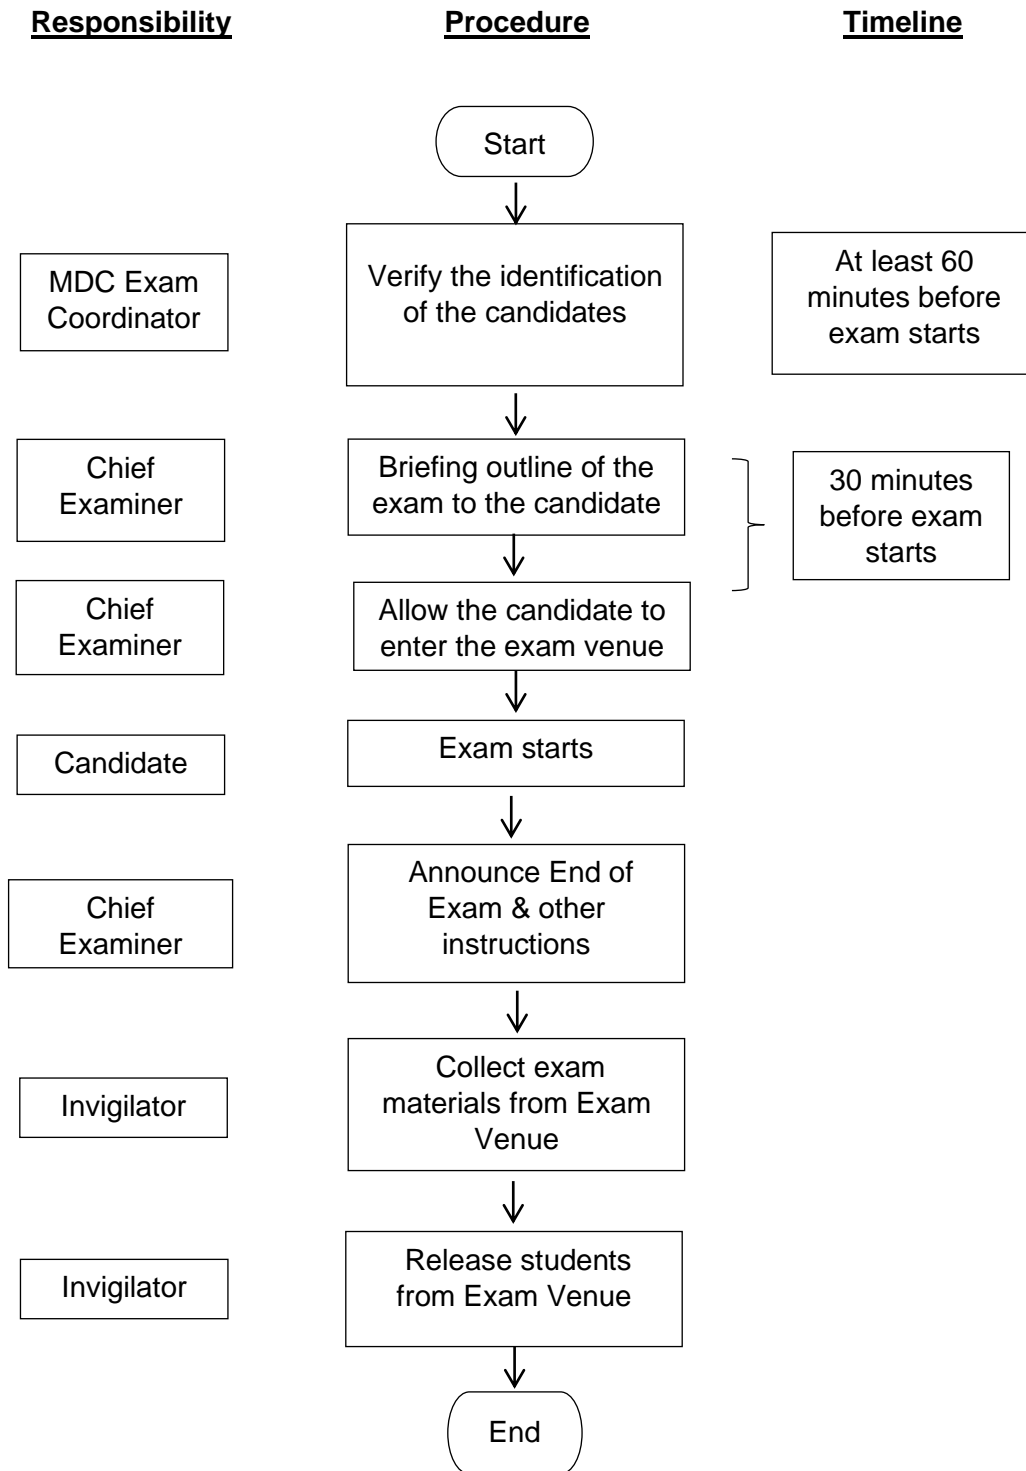 Responsibility Procedure Timeline
Start
MDC Exam
Coordinator
Verify the identification
of the candidates
At least 60
minutes before
exam starts
Chief
Examiner
Briefing outline of the
exam to the candidate
30 minutes
before exam
starts
Chief
Examiner
Allow the candidate to
enter the exam venue
Candidate
Exam starts
Chief
Examiner
Announce End of
Exam & other
instructions
Invigilator
Collect exam
materials from Exam
Venue
Invigilator
Release students
from Exam Venue
End